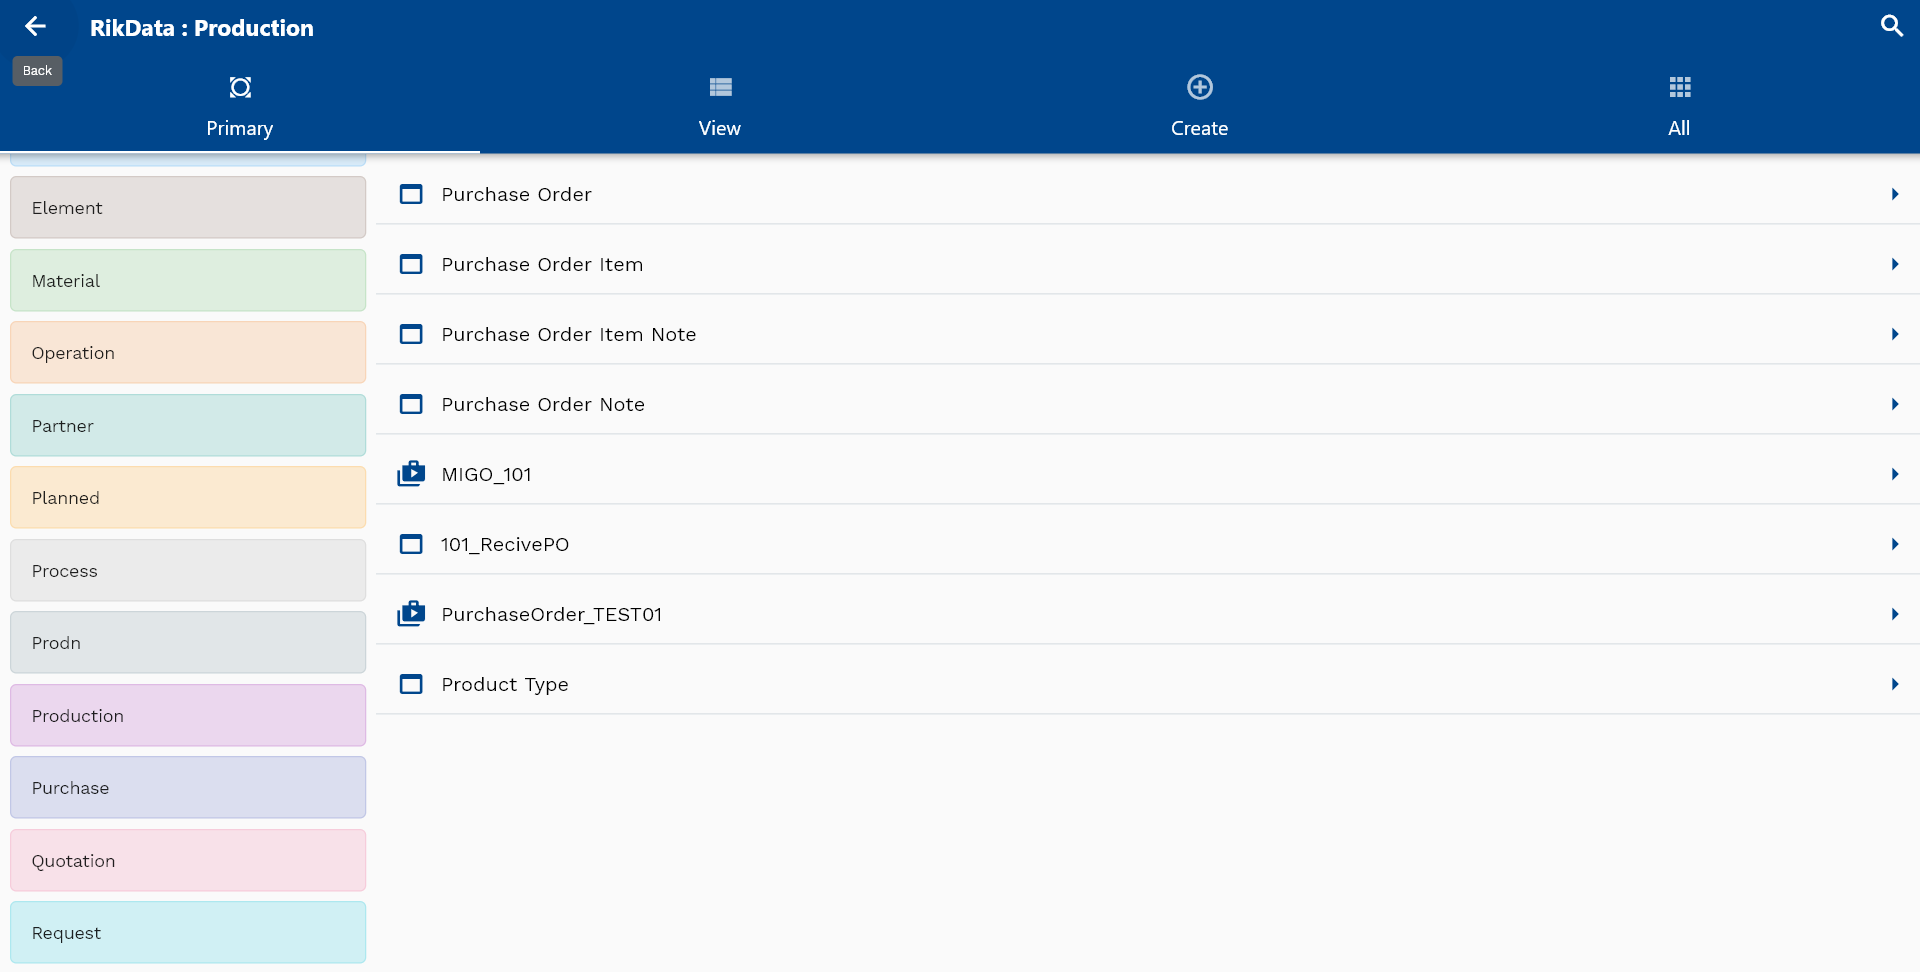 RikData : Production
Back
Primary
View
Create
All
Element
Material
Operation
Partner
Planned
Process
Prodn
Production
Purchase
Quotation
Request
Purchase Order
Purchase Order Item
Purchase Order Item Note
Purchase Order Note
MIGO_101
101_RecivePO
PurchaseOrder_TEST01
Product Type